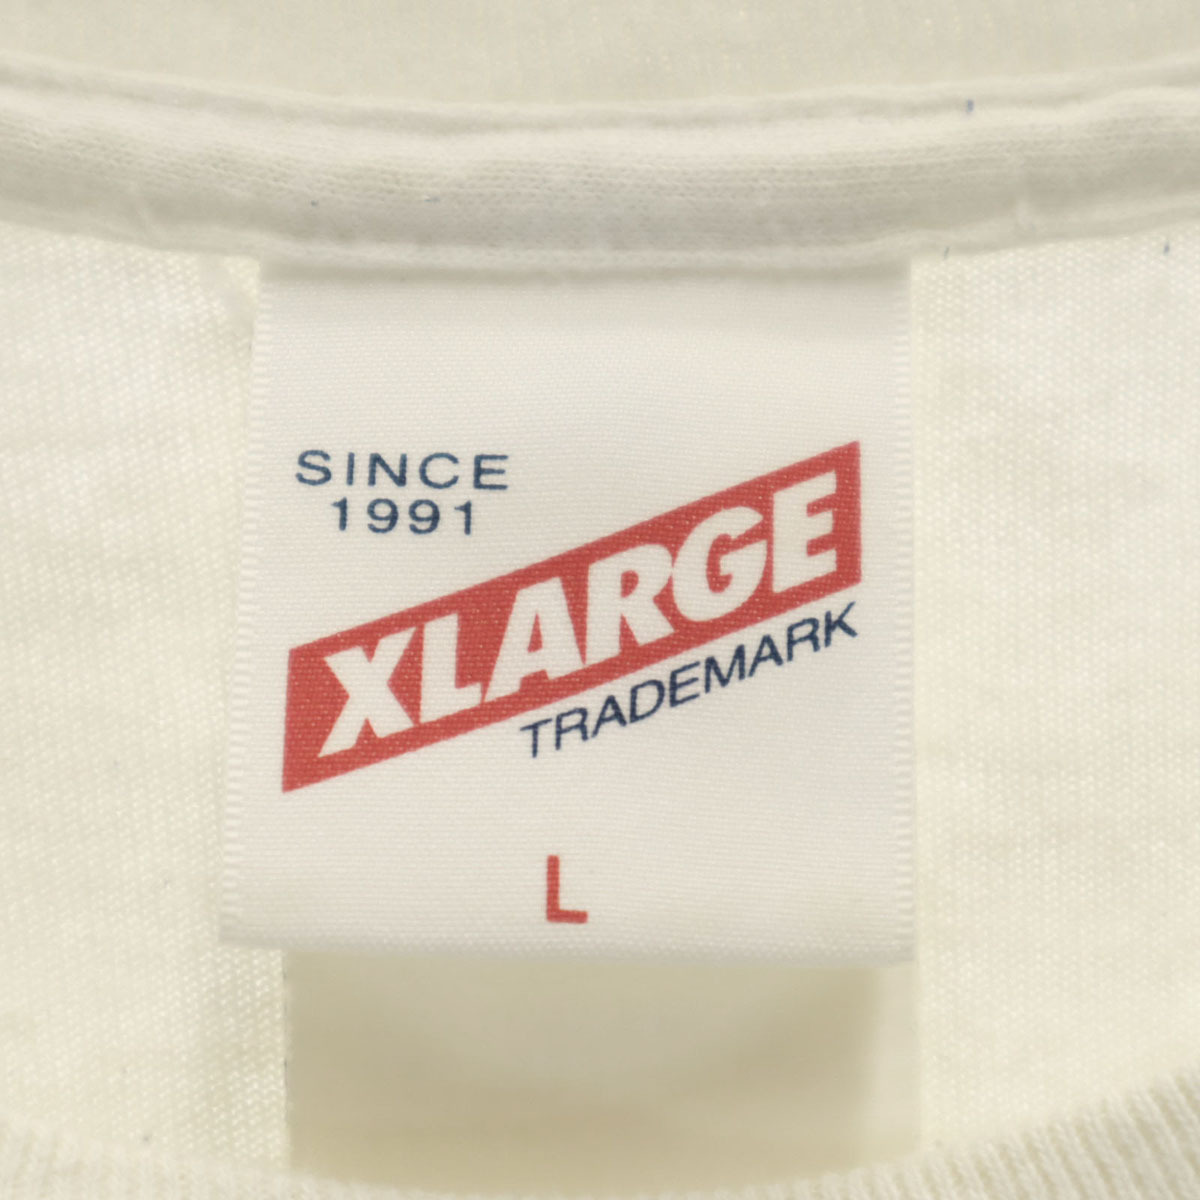 SINCE
1991
XLARGE
TRADEMARK
L